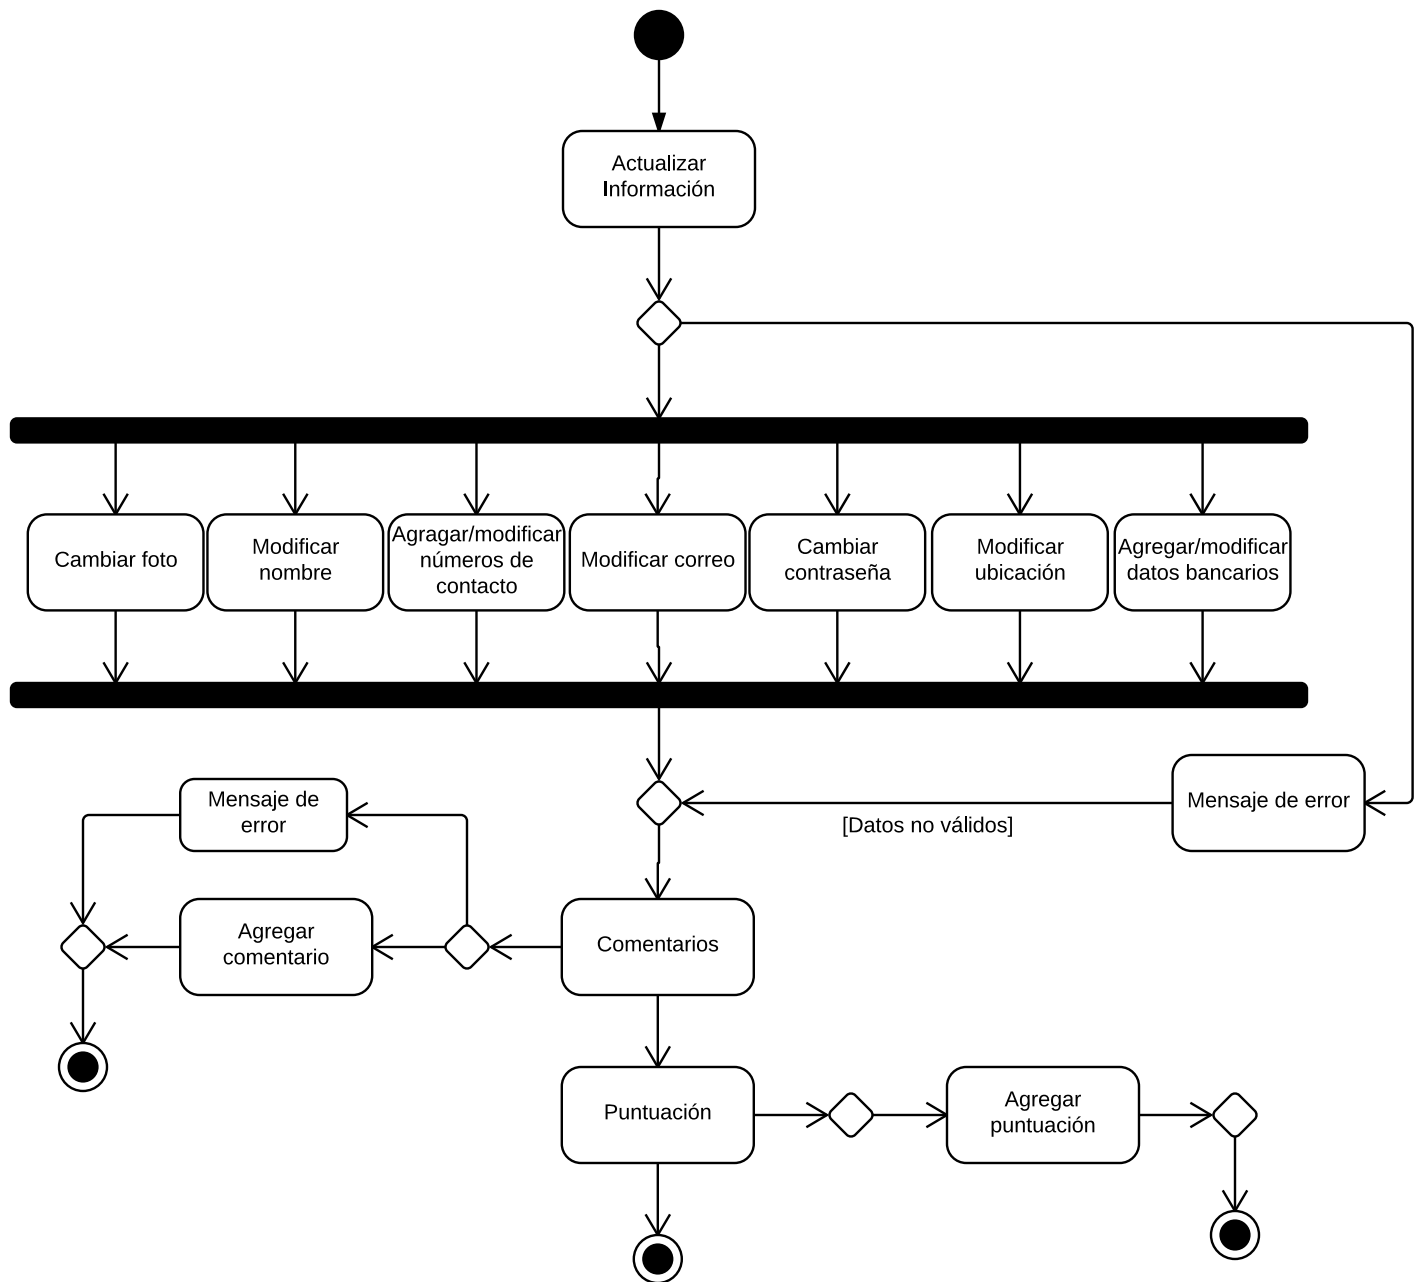 Actualizar
Información
Cambiar foto
Modificar
nombre
Agragar/modificar
números de
contacto
Modificar correo
Cambiar
contraseña
Modificar
ubicación
Agregar/modificar
datos bancarios
Mensaje de
error
Mensaje de error
[Datos no válidos]
Agregar
comentario
Comentarios
Puntuación
Agregar
puntuación